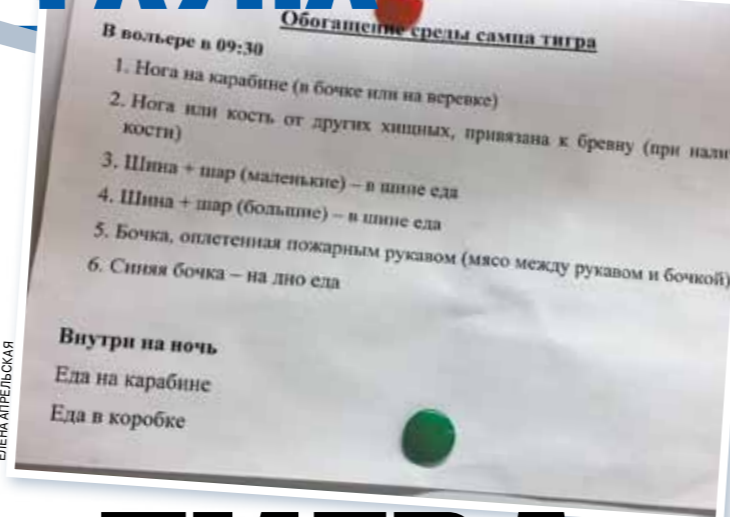 Обогащение среды самца тигра
В вольере в 09:30
1. Нога на карабине (в бочке или на веревке)
2. Нога или кость от других хищных, привязана к бревну (при нали
кости)
3. Шина + шар (маленькие) – в шине еда
4. Шина + шар (большие) – в шине еда
5. Бочка, оплетенная пожарным рукавом (мясо между рукавом и бочкой)
6. Синяя бочка – на дно еда
Внутри на ночь
Еда на карабине
Еда в коробке
ЕЛЕНА АПРЕЛЬСКАЯ